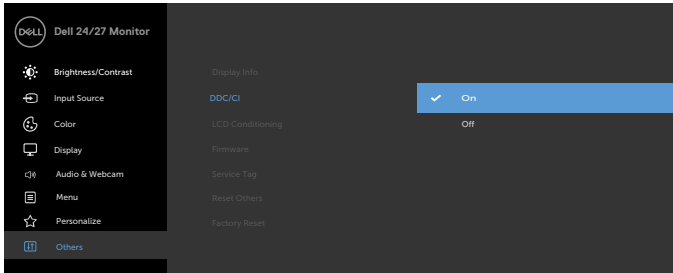 DELL Dell 24/27 Monitor
Brightness/Contrast
Display Info
Input Source
DDC/CI
On
Color
LCD Conditioning
Off
Display
Firmware
Audio & Webcam
Service Tag
Menu
Reset Others
Personalize
Factory Reset
Others